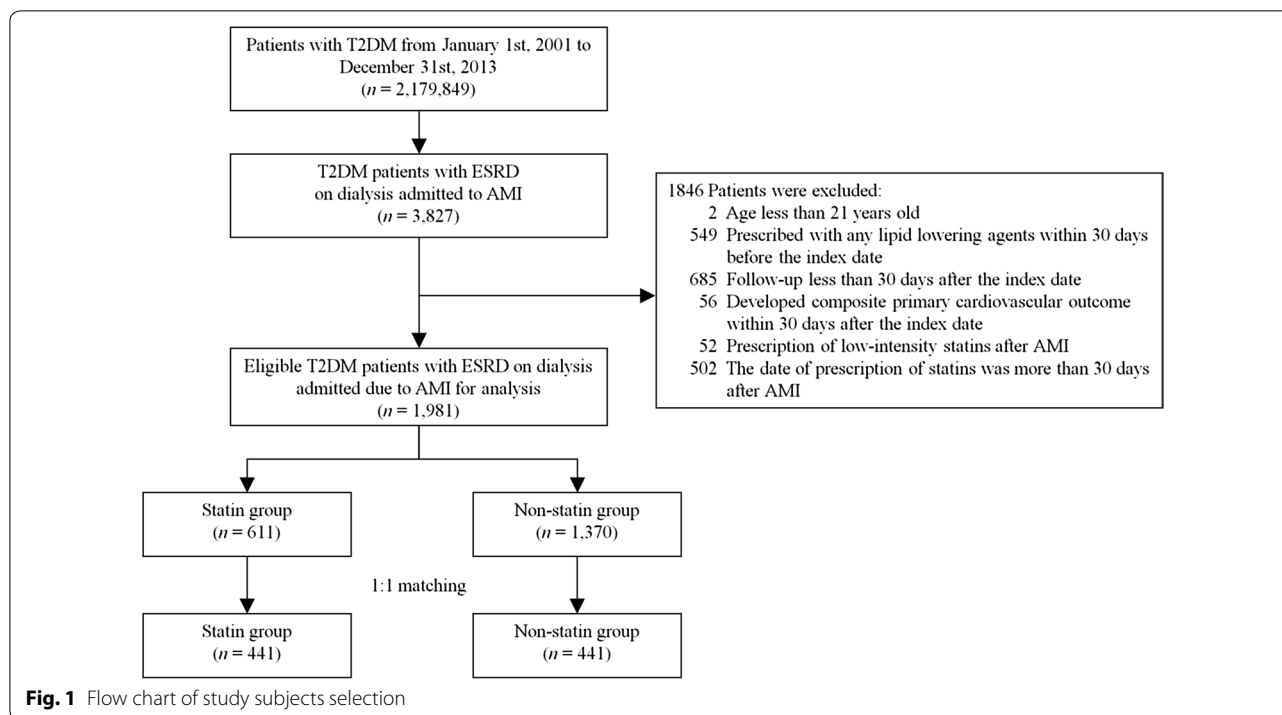 Patients with T2DM from January 1st, 2001 to
December 31st, 2013
(n = 2,179,849)
T2DM patients with ESRD
on dialysis admitted to AMI
(n = 3,827)
1846 Patients were excluded:
2 Age less than 21 years old
549 Prescribed with any lipid lowering agents within 30 days
before the index date
685 Follow-up less than 30 days after the index date
56 Developed composite primary cardiovascular outcome
within 30 days after the index date
52 Prescription of low-intensity statins after AMI
502 The date of prescription of statins was more than 30 days
after AMI
Eligible T2DM patients with ESRD on dialysis
admitted due to AMI for analysis
(n = 1,981)
Statin group
(n = 611)
Non-statin group
(n = 1,370)
1:1 matching
Statin group
(n = 441)
Non-statin group
(n = 441)
Fig. 1 Flow chart of study subjects selection